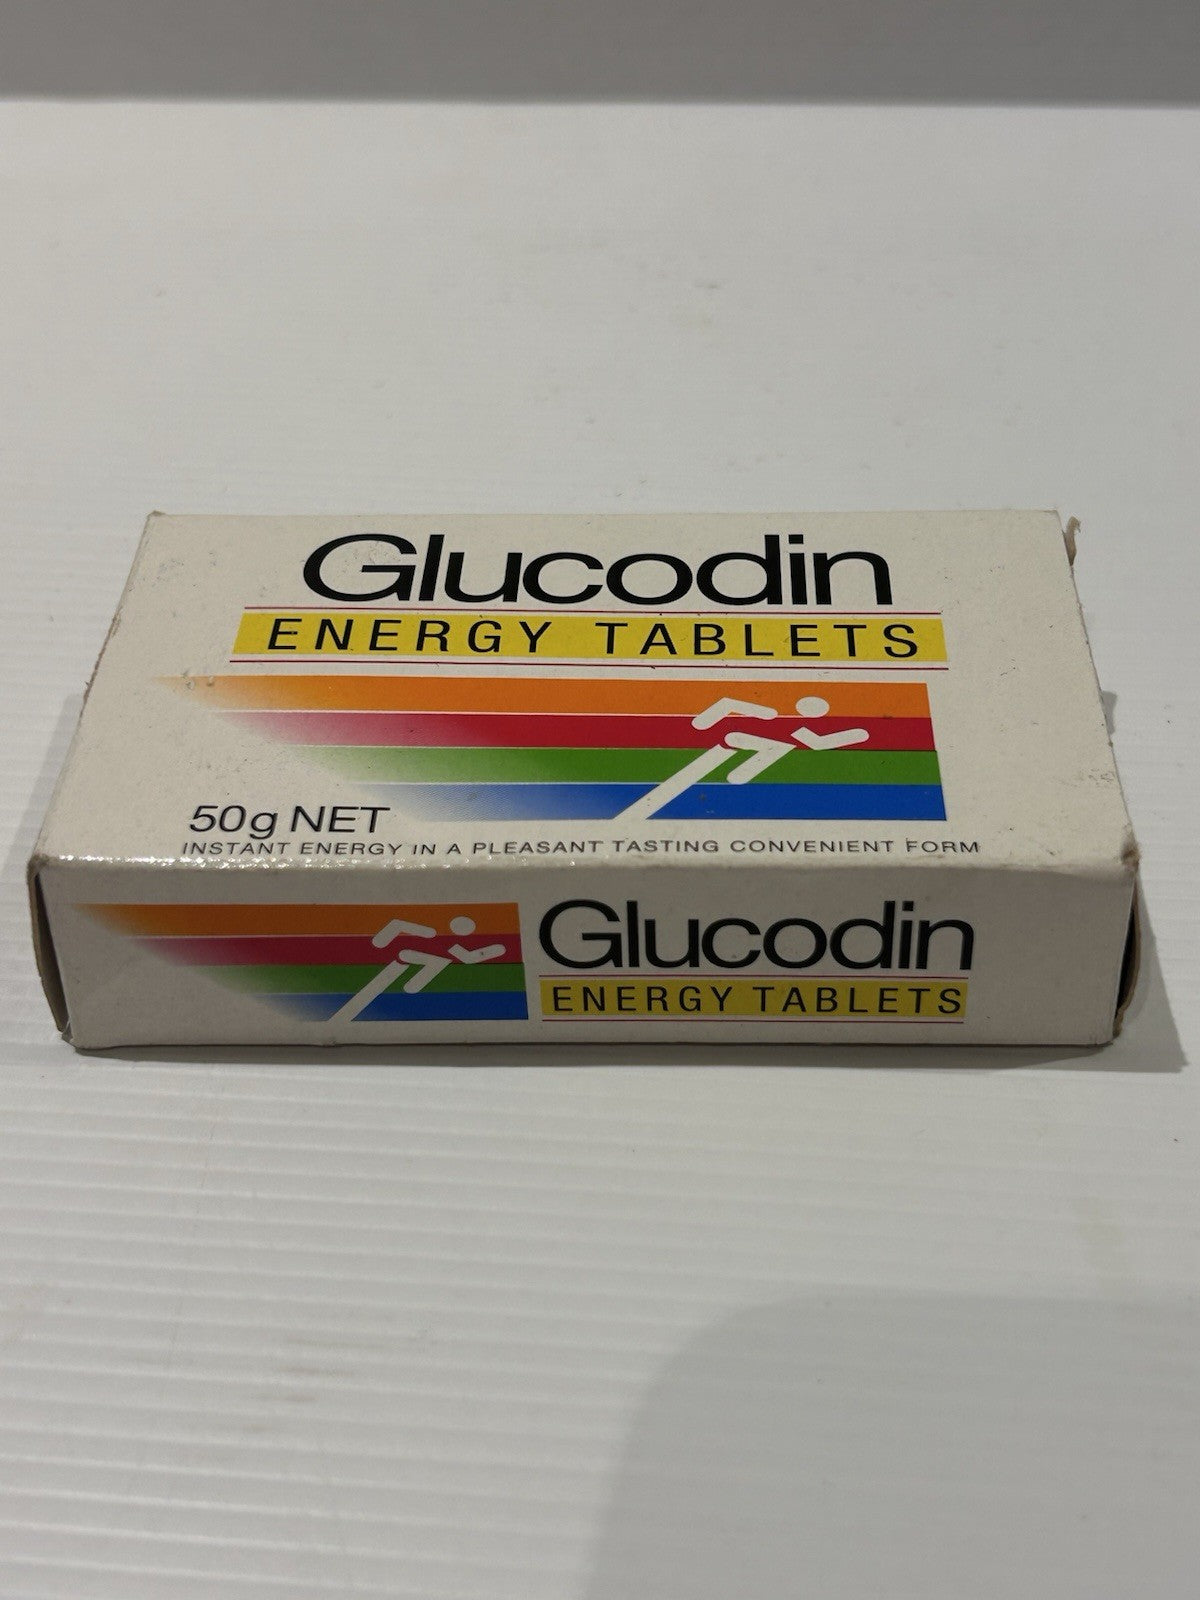 Glucodin
ENERGY TABLETS
50g NET
INSTANT ENERGY IN A PLEASANT TASTING CONVENIENT FORM
Glucodin
ENERGY TABLETS